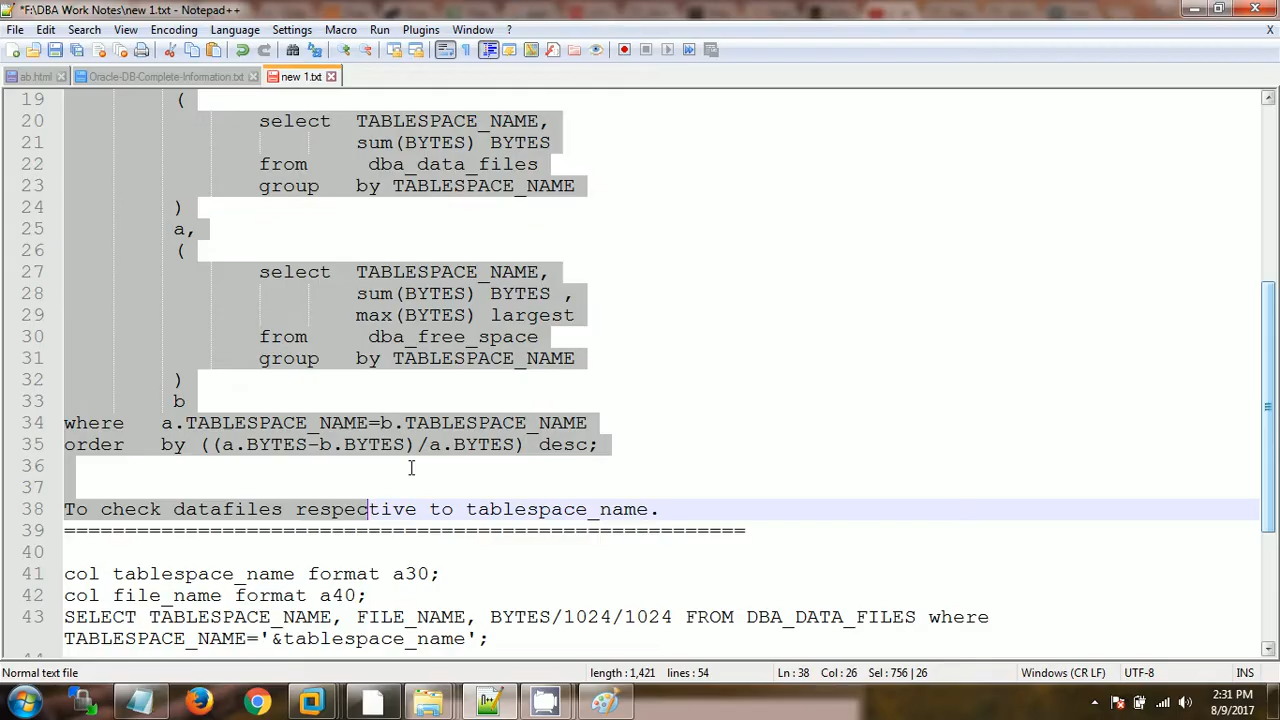 *F:\DBA Work Notes\new 1.txt - Notepad++
File Edit Search View Encoding Language Settings Macro Run Plugins Window ? X
ab.html Oracle-DB-Complete-Information.txt new 1.txt
19 (
20 select TABLESPACE_NAME,
21 sum(BYTES) BYTES
22 from dba_data_files
23 group by TABLESPACE_NAME
24 )
25 a,
26 (
27 select TABLESPACE_NAME,
28 sum(BYTES) BYTES ,
29 max(BYTES) largest
30 from dba_free_space
31 group by TABLESPACE_NAME
32 )
33 b
34 where a.TABLESPACE_NAME=b.TABLESPACE_NAME
35 order by ((a.BYTES-b.BYTES)/a.BYTES) desc;
36
37
38 To check datafiles respective to tablespace_name.
39 ========================================================
40
41 col tablespace_name format a30;
42 col file_name format a40;
43 SELECT TABLESPACE_NAME, FILE_NAME, BYTES/1024/1024 FROM DBA_DATA_FILES where
TABLESPACE_NAME='&tablespace_name';
Normal text file length : 1,421 lines : 54 Ln : 38 Col : 26 Sel : 756 | 26 Windows (CR LF) UTF-8 INS
2:31 PM
8/9/2017